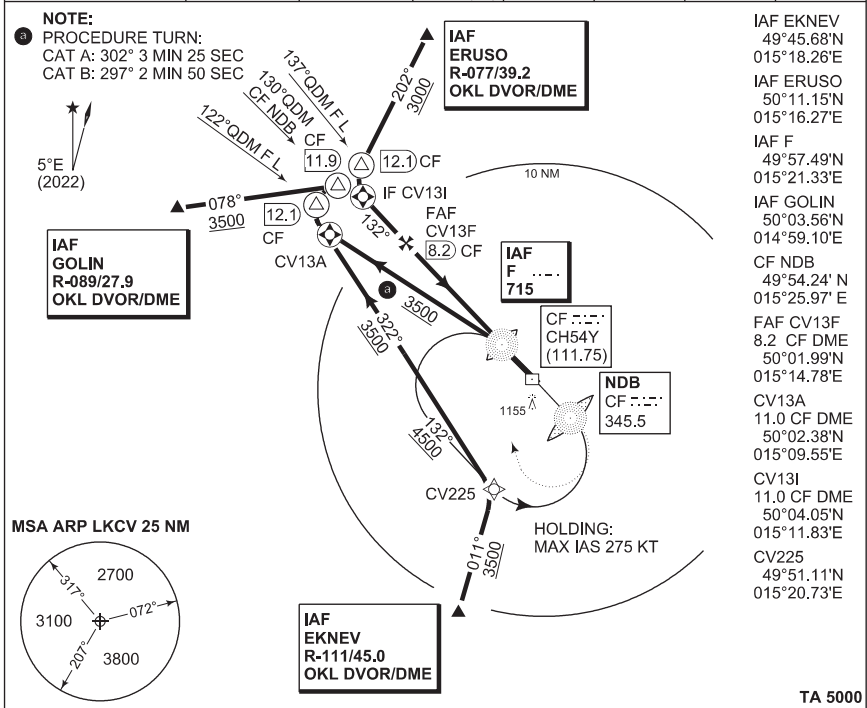 NOTE:
a PROCEDURE TURN:
CAT A: 302° 3 MIN 25 SEC
CAT B: 297° 2 MIN 50 SEC
5°E
(2022)
122°QDM F L
130°QDM
CF NDB
137°QDM F L
202°
3000
IAF
ERUSO
R-077/39.2
OKL DVOR/DME
CF
11.9
12.1 CF
IF CV13I
078°
3500
12.1
CF
CV13A
132°
FAF
CV13F
8.2 CF
10 NM
IAF
GOLIN
R-089/27.9
OKL DVOR/DME
a
3500
322°
3500
IAF
F
715
CF
CH54Y
(111.75)
NDB
CF
345.5
1155
132°
4500
CV225
011°
3500
HOLDING:
MAX IAS 275 KT
IAF
EKNEV
R-111/45.0
OKL DVOR/DME
MSA ARP LKCV 25 NM
2700
317°
072°
3100
207°
3800
IAF EKNEV
49°45.68'N
015°18.26'E
IAF ERUSO
50°11.15'N
015°16.27'E
IAF F
49°57.49'N
015°21.33'E
IAF GOLIN
50°03.56'N
014°59.10'E
CF NDB
49°54.24' N
015°25.97' E
FAF CV13F
8.2 CF DME
50°01.99'N
015°14.78'E
CV13A
11.0 CF DME
50°02.38'N
015°09.55'E
CV13I
11.0 CF DME
50°04.05'N
015°11.83'E
CV225
49°51.11'N
015°20.73'E
TA 5000